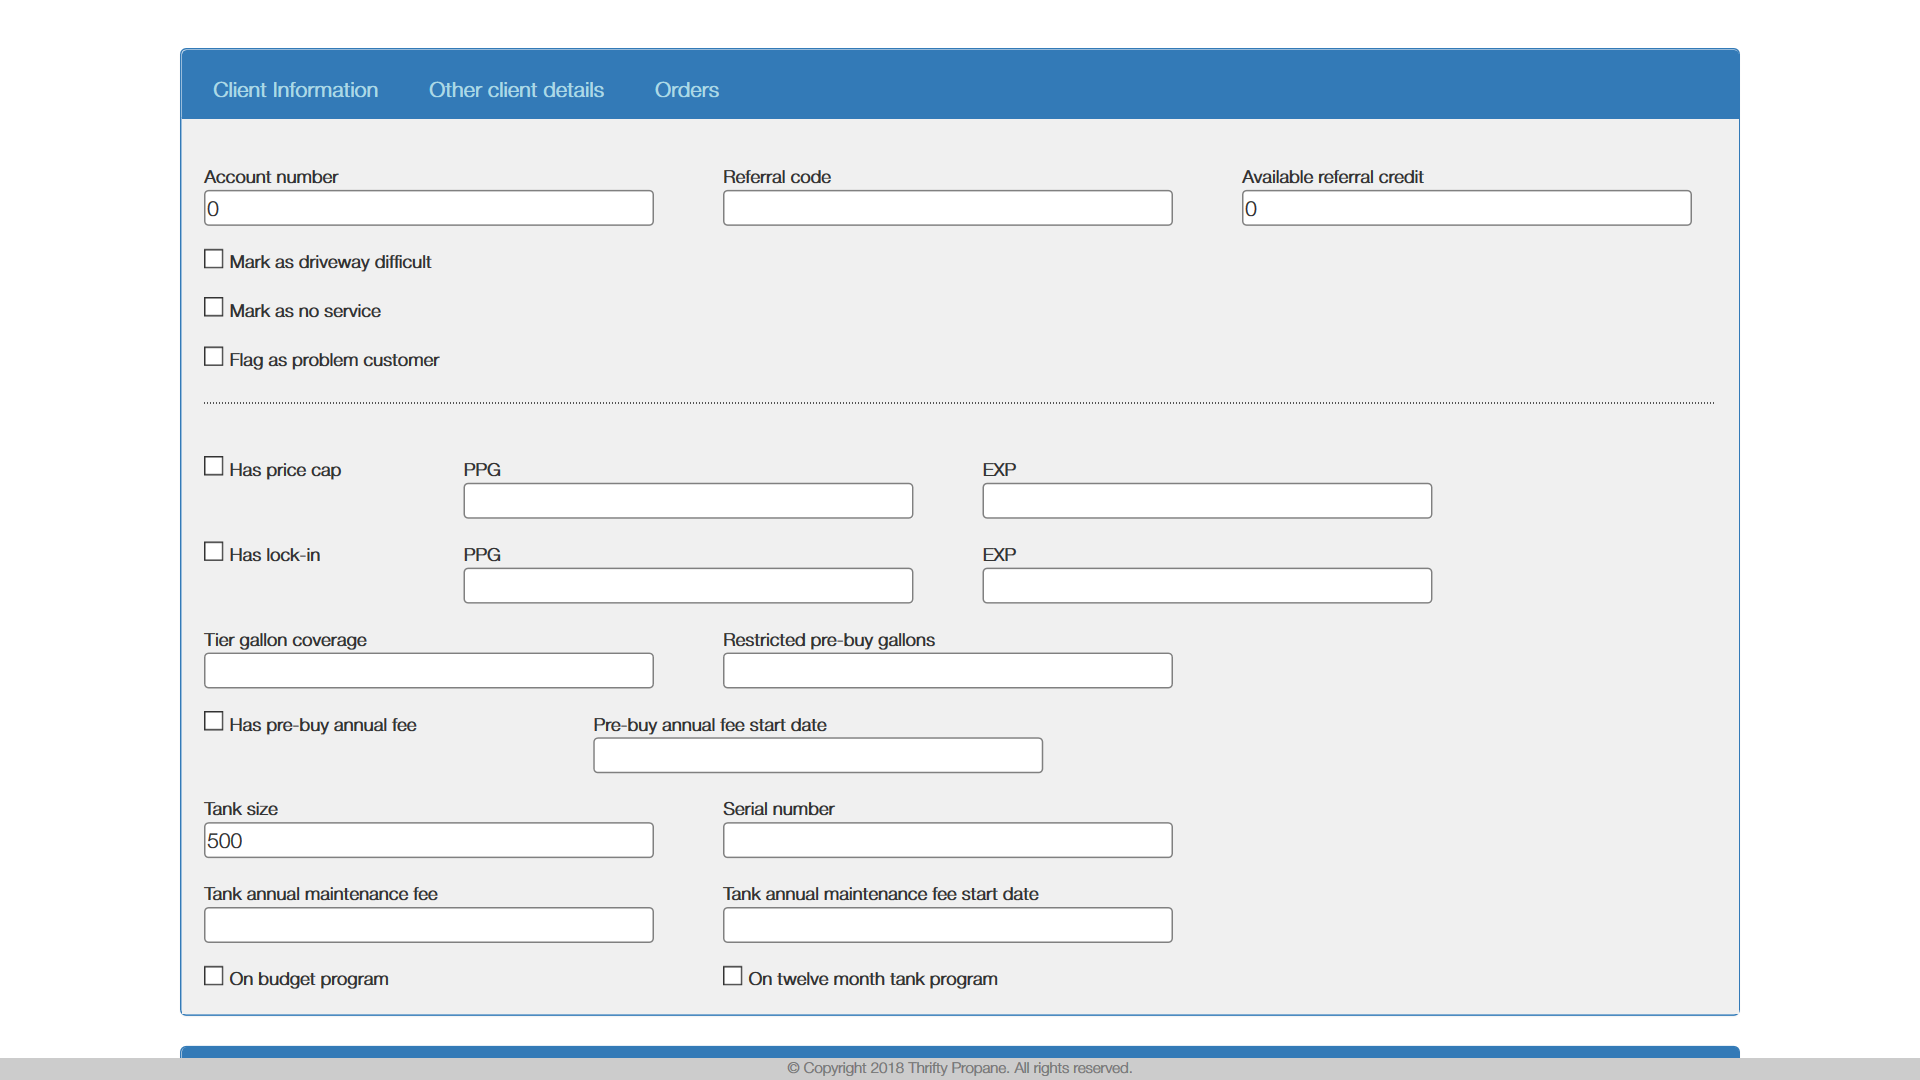 Client Information Other client details Orders
Account number Referral code Available referral credit
0 0
Mark as driveway difficult
Mark as no service
Flag as problem customer
Has price cap PPG EXP
Has lock-in PPG EXP
Tier gallon coverage Restricted pre-buy gallons
Has pre-buy annual fee Pre-buy annual fee start date
Tank size Serial number
500
Tank annual maintenance fee Tank annual maintenance fee start date
On budget program On twelve month tank program
© Copyright 2018 Thrifty Propane. All rights reserved.